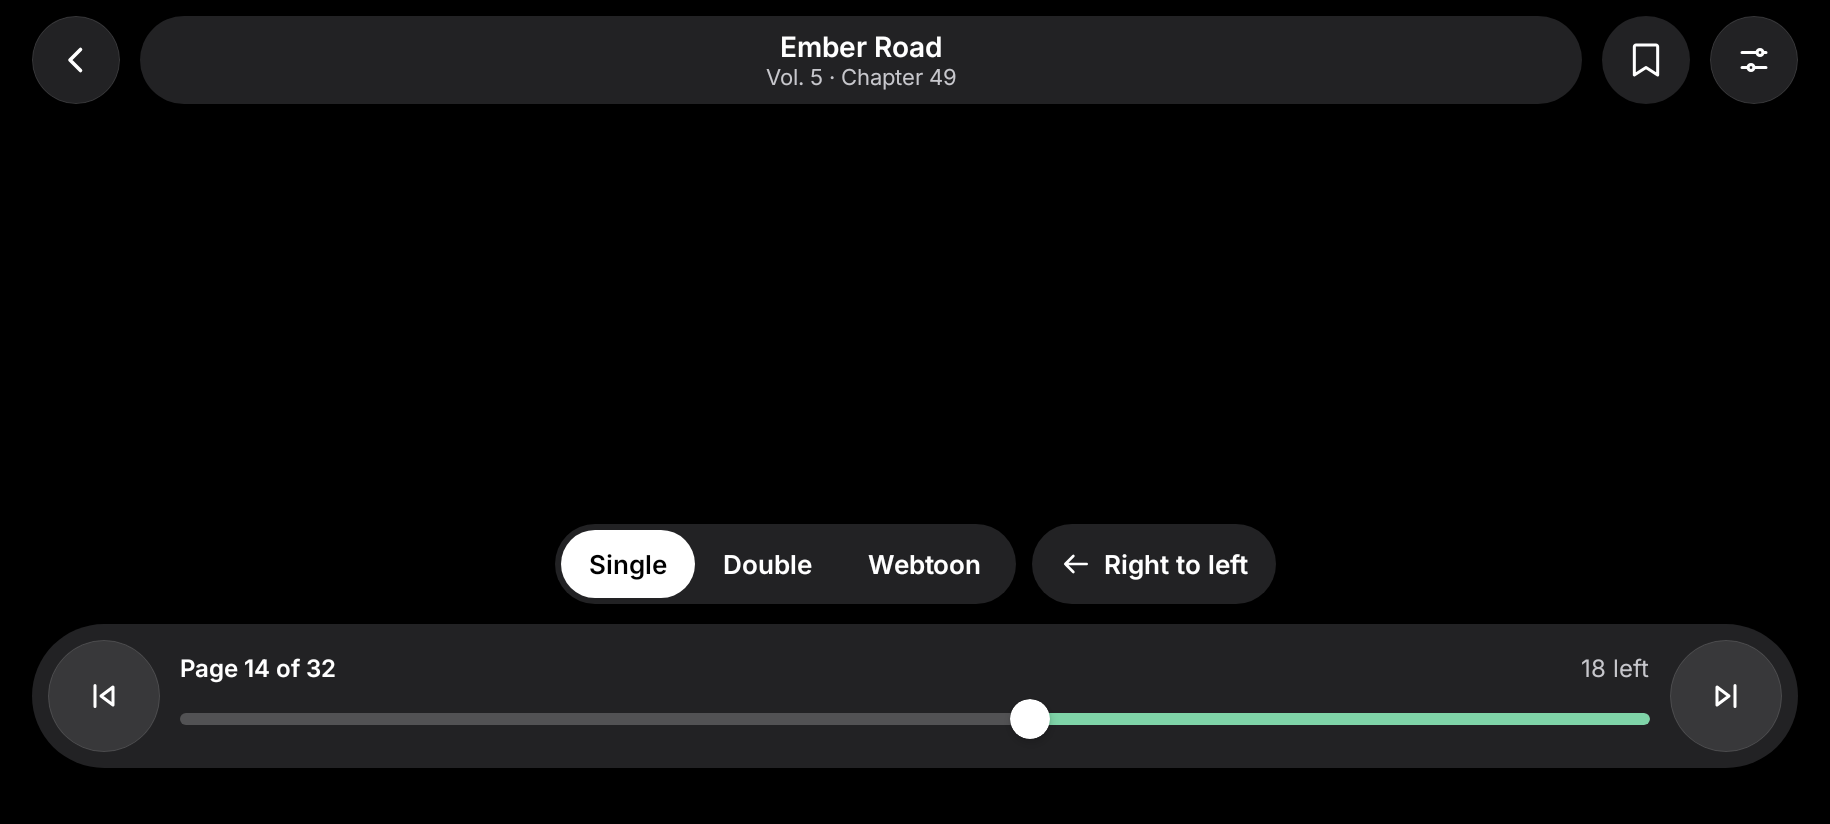 Ember Road
Vol. 5 · Chapter 49
Single
Double
Webtoon
Right to left
Page 14 of 32
18 left